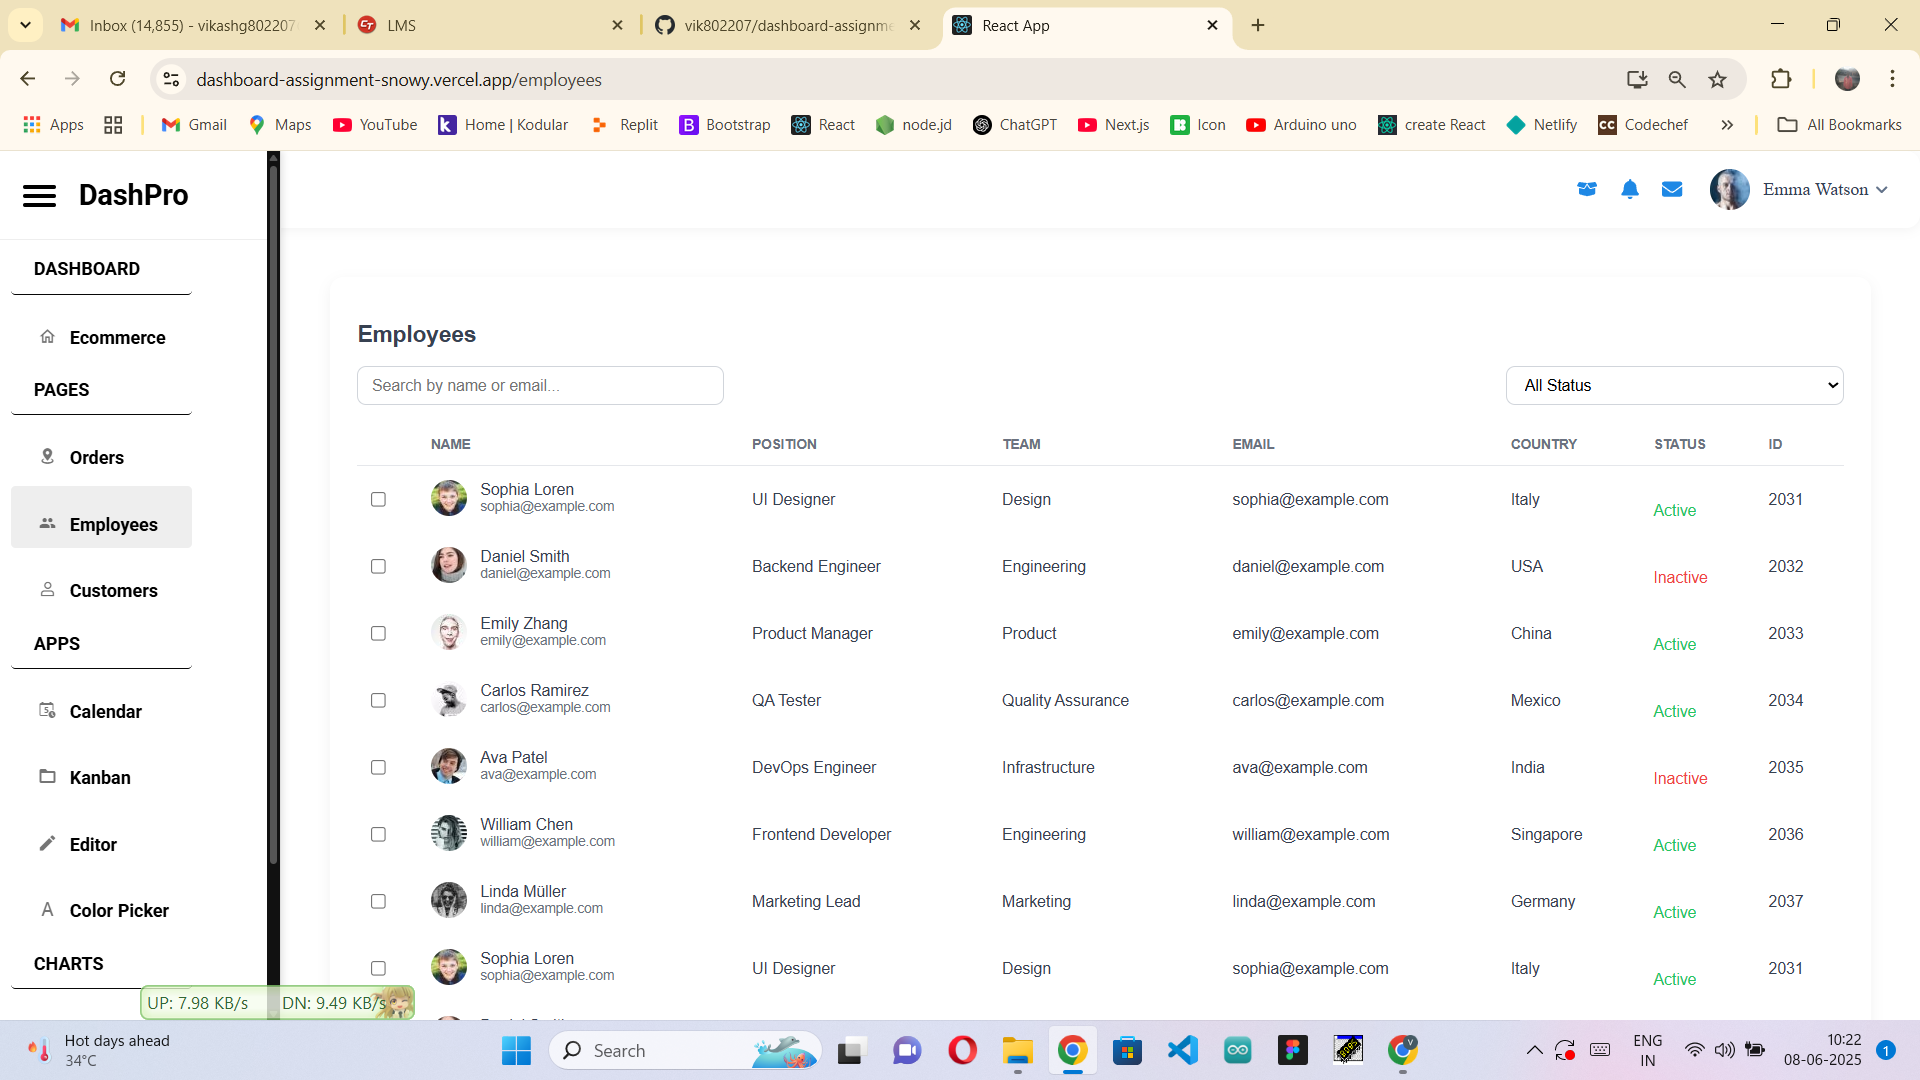 Inbox (14,855) - vikashg802207
LMS
vik802207/dashboard-assignme
React App
dashboard-assignment-snowy.vercel.app/employees
Apps
Gmail
Maps
YouTube
Home | Kodular
Replit
Bootstrap
React
node.jd
ChatGPT
Next.js
Icon
Arduino uno
create React
Netlify
Codechef
All Bookmarks
DashPro
Emma Watson
DASHBOARD
Ecommerce
PAGES
Orders
Employees
Customers
APPS
Calendar
Kanban
Editor
Color Picker
CHARTS
Employees
Search by name or email...
All Status
NAME POSITION TEAM EMAIL COUNTRY STATUS ID
Sophia Loren
sophia@example.com
UI Designer Design sophia@example.com Italy Active 2031
Daniel Smith
daniel@example.com
Backend Engineer Engineering daniel@example.com USA Inactive 2032
Emily Zhang
emily@example.com
Product Manager Product emily@example.com China Active 2033
Carlos Ramirez
carlos@example.com
QA Tester Quality Assurance carlos@example.com Mexico Active 2034
Ava Patel
ava@example.com
DevOps Engineer Infrastructure ava@example.com India Inactive 2035
William Chen
william@example.com
Frontend Developer Engineering william@example.com Singapore Active 2036
Linda Müller
linda@example.com
Marketing Lead Marketing linda@example.com Germany Active 2037
Sophia Loren
sophia@example.com
UI Designer Design sophia@example.com Italy Active 2031
UP: 7.98 KB/s DN: 9.49 KB/s
Hot days ahead
34°C
Search
ENG
IN
10:22
08-06-2025
1